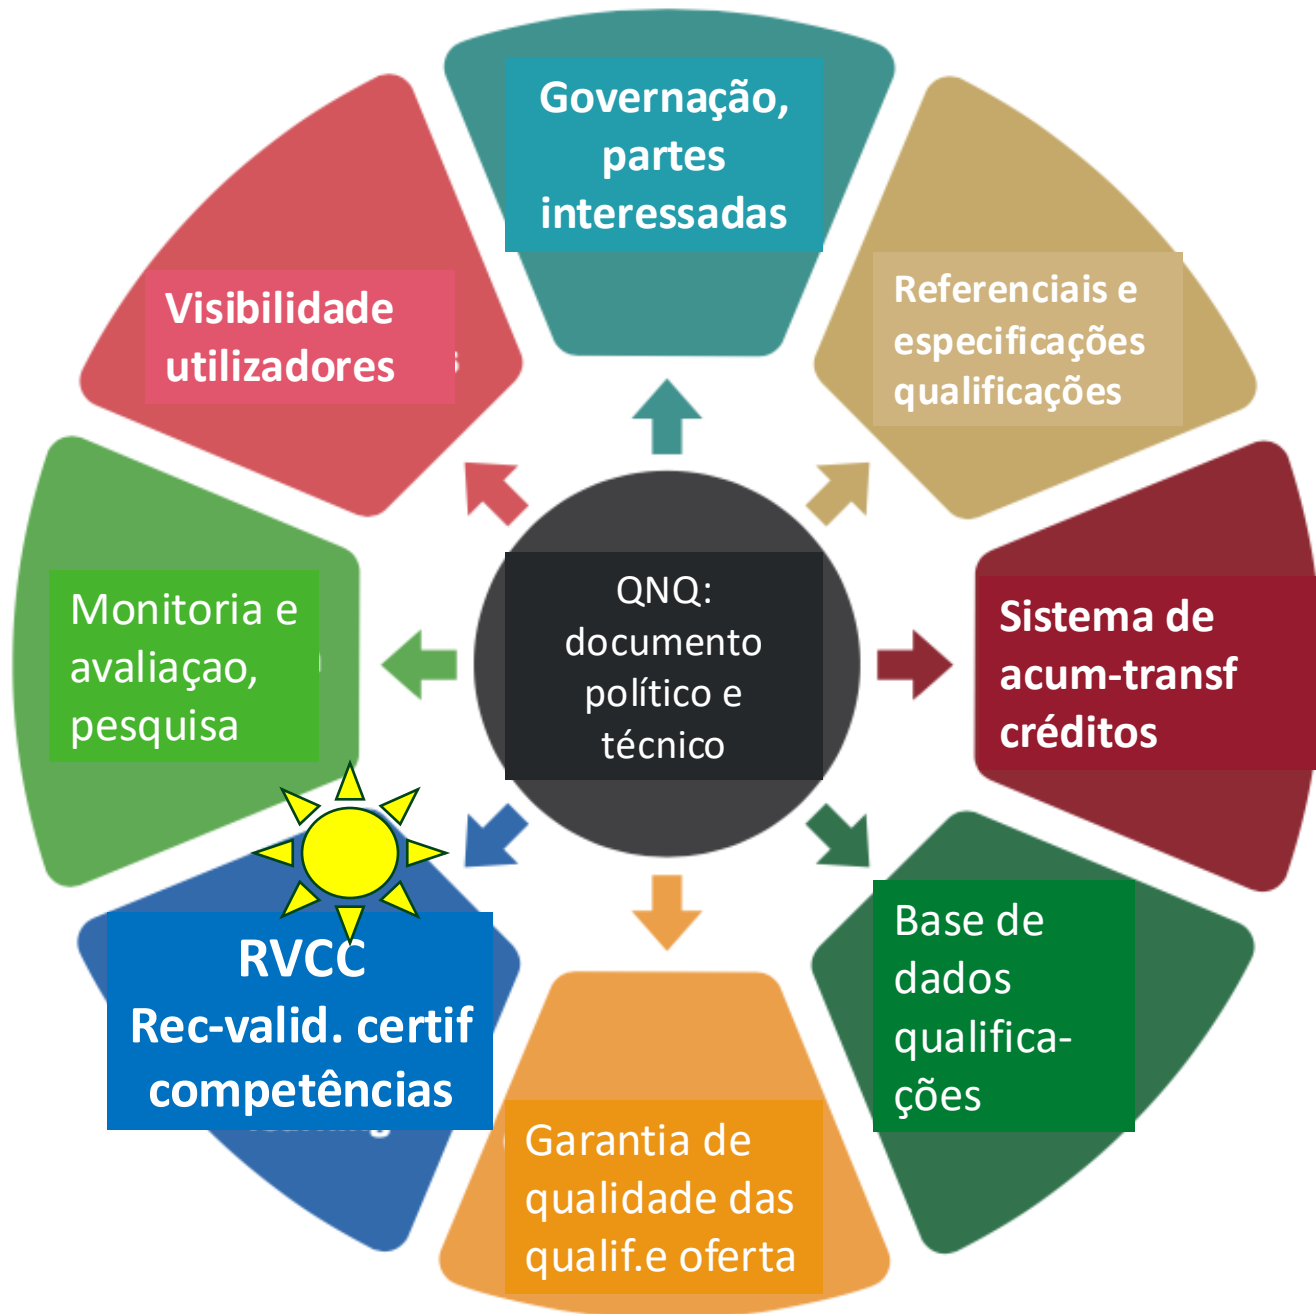 Governação,
partes
interessadas
Referenciais e
especificações
qualificações
Sistema de
acum-transf
créditos
Base de
dados
qualifica-
ções
Garantia de
qualidade das
qualif.e oferta
RVCC
Rec-valid. certif
competências
Monitoria e
avaliaçao,
pesquisa
Visibilidade
utilizadores
QNQ:
documento
político e
técnico